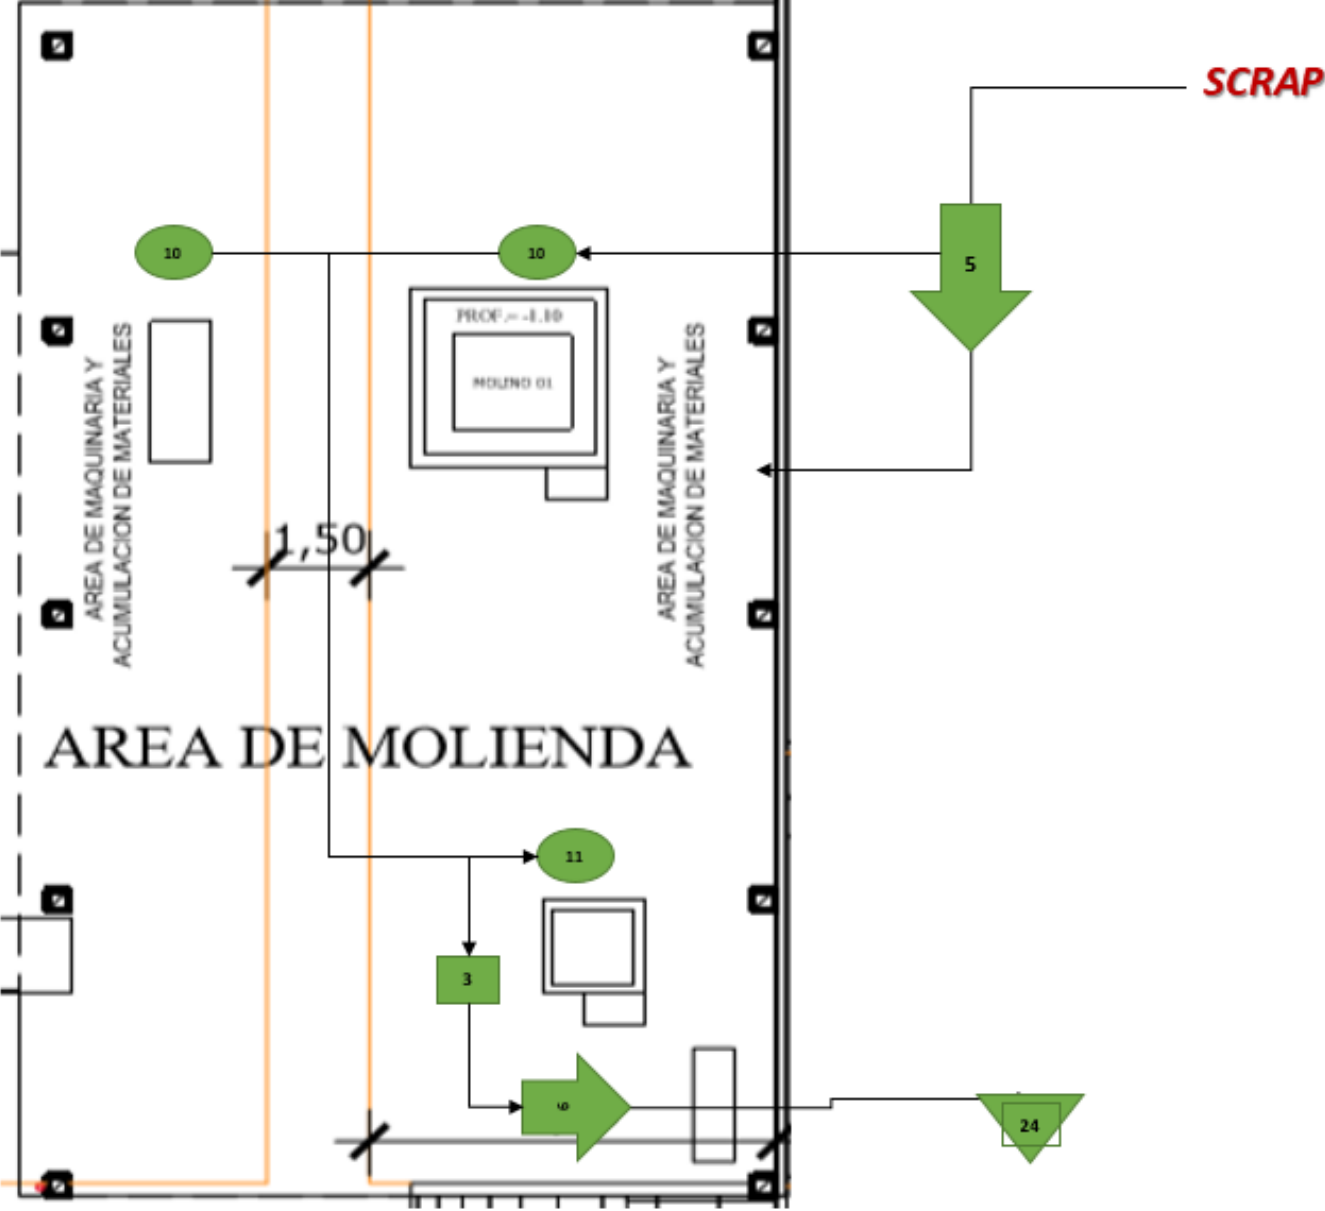 SCRAP
10
10
5
PROF.= -1.10
MOLINO 01
AREA DE MAQUINARIA Y
ACUMULACION DE MATERIALES
AREA DE MAQUINARIA Y
ACUMULACION DE MATERIALES
1,50
AREA DE MOLIENDA
11
3
24